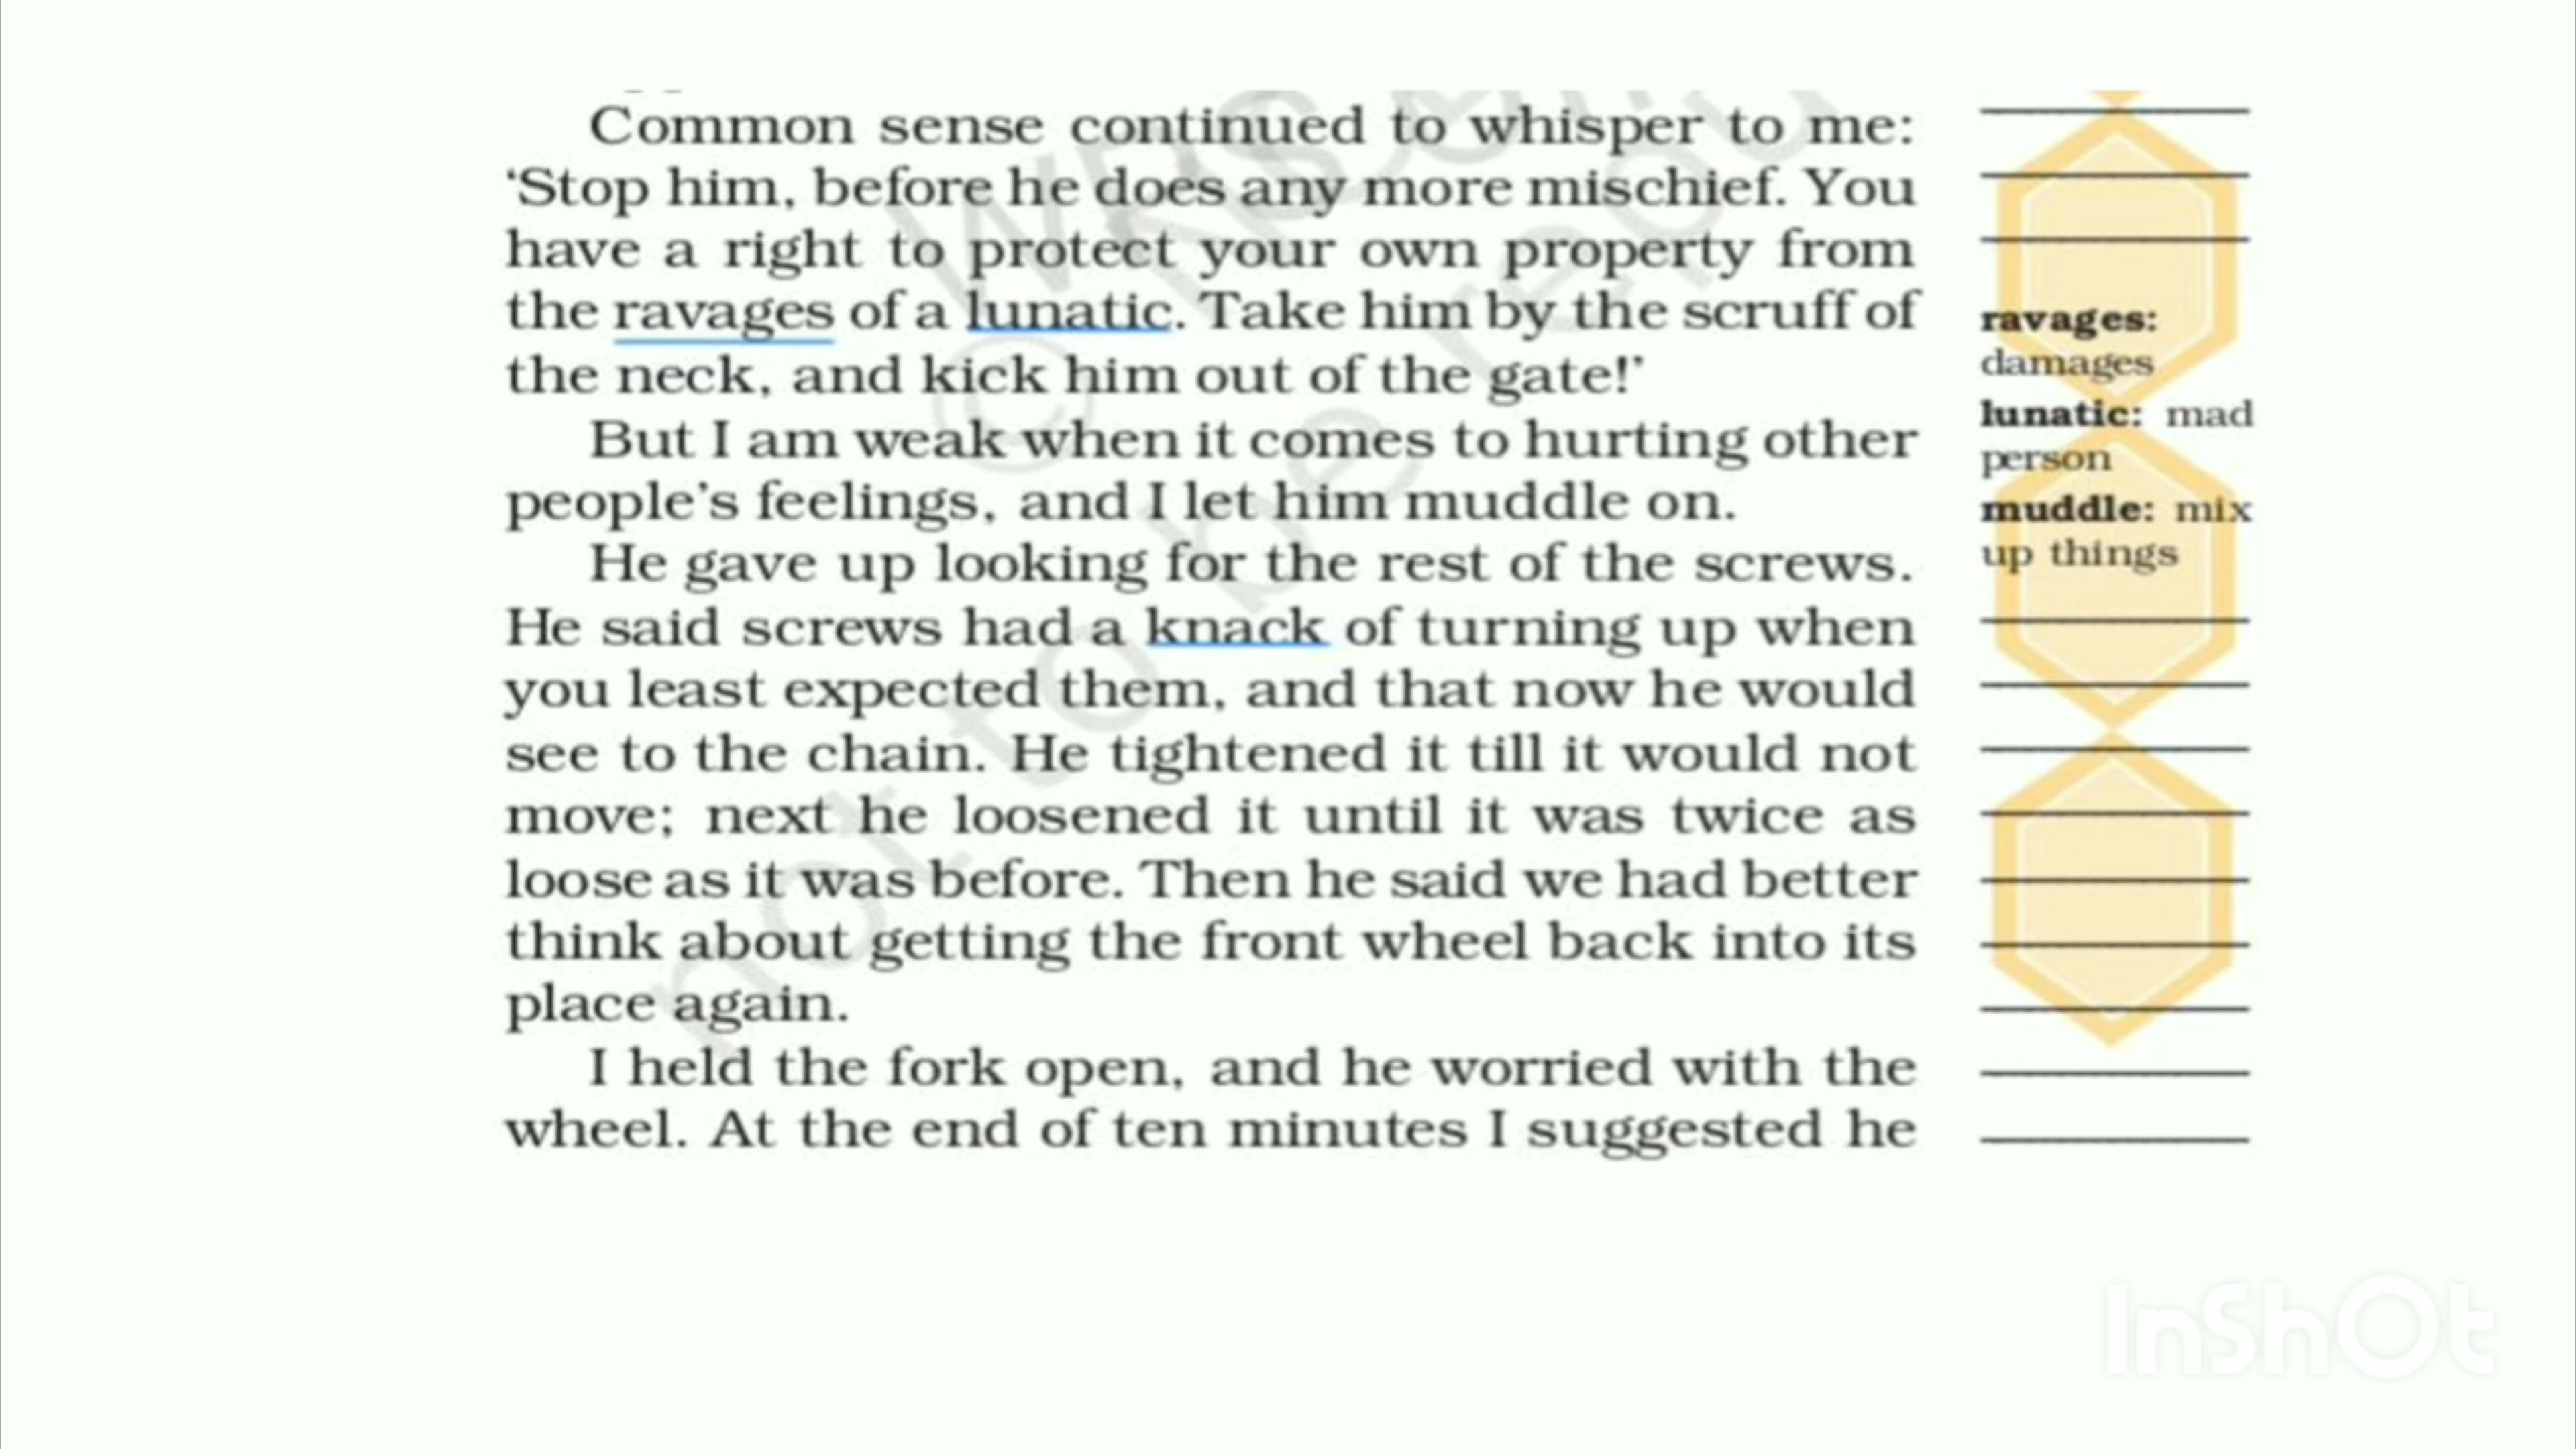 Common sense continued to whisper to me:
‘Stop him, before he does any more mischief. You
have a right to protect your own property from
the ravages of a lunatic. Take him by the scruff of
the neck, and kick him out of the gate!’
But I am weak when it comes to hurting other
people’s feelings, and I let him muddle on.
He gave up looking for the rest of the screws.
He said screws had a knack of turning up when
you least expected them, and that now he would
see to the chain. He tightened it till it would not
move; next he loosened it until it was twice as
loose as it was before. Then he said we had better
think about getting the front wheel back into its
place again.
I held the fork open, and he worried with the
wheel. At the end of ten minutes I suggested he
ravages:
damages
lunatic: mad
person
muddle: mix
up things
not to be
InShOt